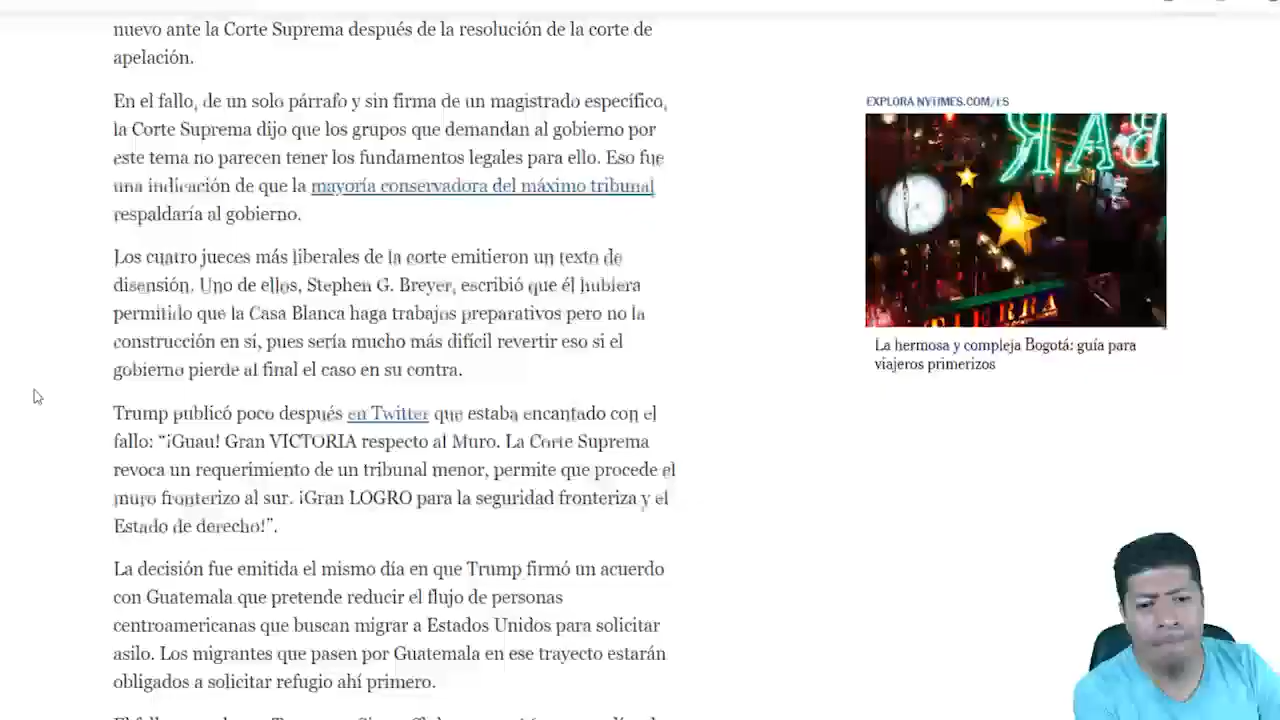 nuevo ante la Corte Suprema después de la resolución de la corte de
apelación.
En el fallo, de un solo párrafo y sin firma de un magistrado específico,
la Corte Suprema dijo que los grupos que demandan al gobierno por
este tema no parecen tener los fundamentos legales para ello. Eso fue
una indicación de que la mayoría conservadora del máximo tribunal
respaldaría al gobierno.
Los cuatro jueces más liberales de la corte emitieron un texto de
disensión. Uno de ellos, Stephen G. Breyer, escribió que él hubiera
permitido que la Casa Blanca haga trabajos preparativos pero no la
construcción en sí, pues sería mucho más difícil revertir eso si el
gobierno pierde al final el caso en su contra.
Trump publicó poco después en Twitter que estaba encantado con el
fallo: “¡Guau! Gran VICTORIA respecto al Muro. La Corte Suprema
revoca un requerimiento de un tribunal menor, permite que procede el
muro fronterizo al sur. ¡Gran LOGRO para la seguridad fronteriza y el
Estado de derecho!”.
La decisión fue emitida el mismo día en que Trump firmó un acuerdo
con Guatemala que pretende reducir el flujo de personas
centroamericanas que buscan migrar a Estados Unidos para solicitar
asilo. Los migrantes que pasen por Guatemala en ese trayecto estarán
obligados a solicitar refugio ahí primero.
EXPLORA NYTIMES.COM/ES
BAR
La hermosa y compleja Bogotá: guía para
viajeros primerizos